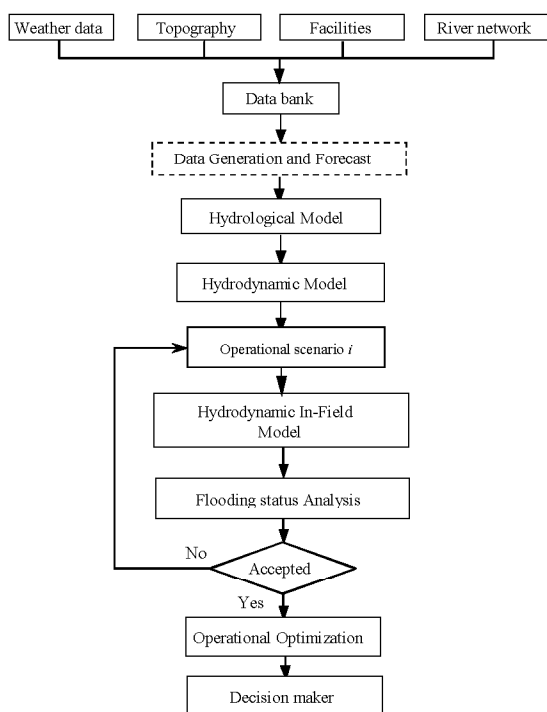 Weather data
Topography
Facilities
River network
Data bank
Data Generation and Forecast
Hydrological Model
Hydrodynamic Model
Operational scenario i
Hydrodynamic In-Field
Model
Flooding status Analysis
No
Accepted
Yes
Operational Optimization
Decision maker